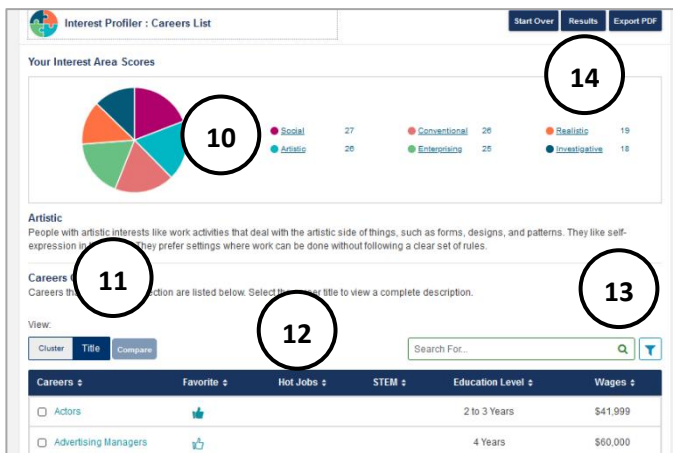 Interest Profiler : Careers List
Start Over Results Export PDF
Your Interest Area Scores
14
10
Social 27 Conventional 26 Realistic 19
Artistic 26 Enterprising 25 Investigative 18
Artistic
People with artistic interests like work activities that deal with the artistic side of things, such as forms, designs, and patterns. They like self-
expression in They prefer settings where work can be done without following a clear set of rules.
11
12
13
Careers
Careers tha ction are listed below. Select th er title to view a complete description.
View:
Cluster Title Compare
Search For...
Careers Favorite Hot Jobs STEM Education Level Wages
Actors 2 to 3 Years $41,999
Advertising Managers 4 Years $60,000